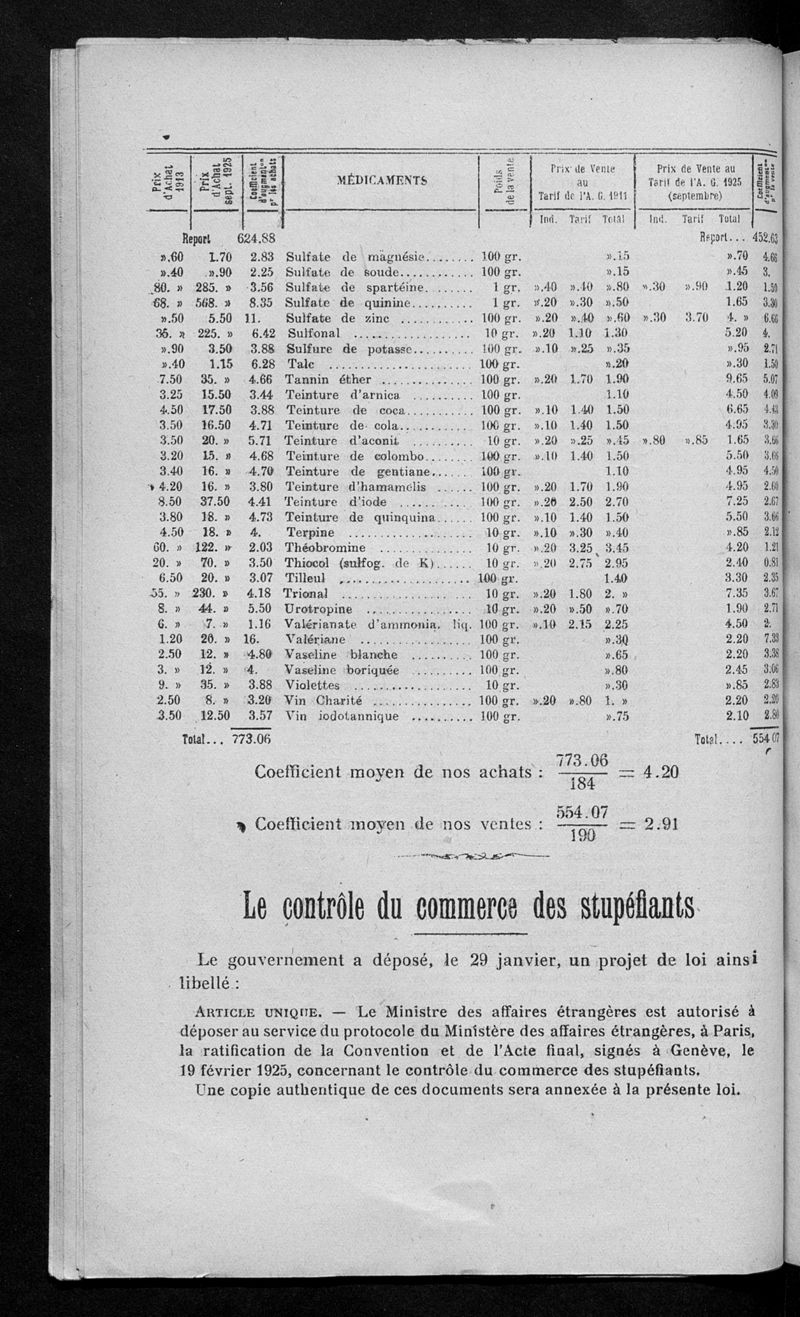 Prix d'Achat 1913 Prix d'Achat sept. 1925 Coefficient d'augment^on p^r les achats MÉDICAMENTS Poids de la vente Prix de Vente au Tarif de l'A. G. 1911 Prix de Vente au Tarif de l'A. G. 1925 (septembre) Coefficient d'augment^on p^r la vente
Ind. Tarif Total Ind. Tarif Total
Report 624.88 Report... 452.63
».60 1.70 2.83 Sulfate de magnésie........ 100 gr. ».15 ».70 4.66
».40 ».90 2.25 Sulfate de soude............ 100 gr. ».15 ».45 3.
80. » 285. » 3.56 Sulfate de spartéine........ 1 gr. ».40 ».40 ».80 ».30 ».90 1.20 1.50
68. » 568. » 8.35 Sulfate de quinine.......... 1 gr. ».20 ».30 ».50 1.65 3.30
».50 5.50 11. Sulfate de zinc ............ 100 gr. ».20 ».40 ».60 ».30 3.70 4. » 6.66
35. » 225. » 6.42 Sulfonal ................... 10 gr. ».20 1.10 1.30 5.20 4.
».90 3.50 3.88 Sulfure de potasse.......... 100 gr. ».10 ».25 ».35 ».95 2.71
».40 1.15 6.28 Talc ....................... 100 gr. ».20 ».30 1.50
7.50 35. » 4.66 Tannin éther ............... 100 gr. ».20 1.70 1.90 9.65 5.07
3.25 15.50 3.44 Teinture d'arnica .......... 100 gr. 1.10 4.50 4.09
4.50 17.50 3.88 Teinture de coca............ 100 gr. ».10 1.40 1.50 6.65 4.43
3.50 16.50 4.71 Teinture de cola............ 100 gr. ».10 1.40 1.50 4.95 3.30
3.50 20. » 5.71 Teinture d'aconit .......... 10 gr. ».20 ».25 ».45 ».80 ».85 1.65 3.66
3.20 15. » 4.68 Teinture de colombo........ 100 gr. ».10 1.40 1.50 5.50 3.66
3.40 16. » 4.70 Teinture de gentiane...... 100 gr. 1.10 4.95 4.50
4.20 16. » 3.80 Teinture d'hamamelis ...... 100 gr. ».20 1.70 1.90 4.95 2.60
8.50 37.50 4.41 Teinture d'iode ........... 100 gr. ».20 2.50 2.70 7.25 2.67
3.80 18. » 4.73 Teinture de quinquina...... 100 gr. ».10 1.40 1.50 5.50 3.66
4.50 18. » 4. Terpine .................... 10 gr. ».10 ».30 ».40 ».85 2.12
60. » 122. » 2.03 Théobromine ............... 10 gr. ».20 3.25 3.45 4.20 1.21
20. » 70. » 3.50 Thiocol (sulfog. de K)...... 10 gr. ».20 2.75 2.95 2.40 0.81
6.50 20. » 3.07 Tilleul .................... 100 gr. 1.40 3.30 2.35
55. » 230. » 4.18 Trional .................... 10 gr. ».20 1.80 2. » 7.35 3.67
8. » 44. » 5.50 Urotropine ................. 10 gr. ».20 ».50 ».70 1.90 2.71
6. » 7. » 1.16 Valérianate d'ammonia. liq. 100 gr. ».10 2.15 2.25 4.50 2.
1.20 20. » 16. Valériane .................. 100 gr. ».30 2.20 7.33
2.50 12. » 4.80 Vaseline blanche .......... 100 gr. ».65 2.20 3.38
3. » 12. » 4. Vaseline boriquée .......... 100 gr. ».80 2.45 3.06
9. » 35. » 3.88 Violettes ................... 10 gr. ».30 ».85 2.83
2.50 8. » 3.20 Vin Charité ................ 100 gr. ».20 ».80 1. » 2.20 2.20
3.50 12.50 3.57 Vin iodotannique .......... 100 gr. ».75 2.10 2.80
Total... 773.06 Total.... 554 07
Coefficient moyen de nos achats : 773.06 / 184 = 4.20
Coefficient moyen de nos ventes : 554.07 / 190 = 2.91
Le contrôle du commerce des stupéfiants
Le gouvernement a déposé, le 29 janvier, un projet de loi ainsi
libellé :
ARTICLE UNIQUE. — Le Ministre des affaires étrangères est autorisé à
déposer au service du protocole du Ministère des affaires étrangères, à Paris,
la ratification de la Convention et de l'Acte final, signés à Genève, le
19 février 1925, concernant le contrôle du commerce des stupéfiants.
Une copie authentique de ces documents sera annexée à la présente loi.